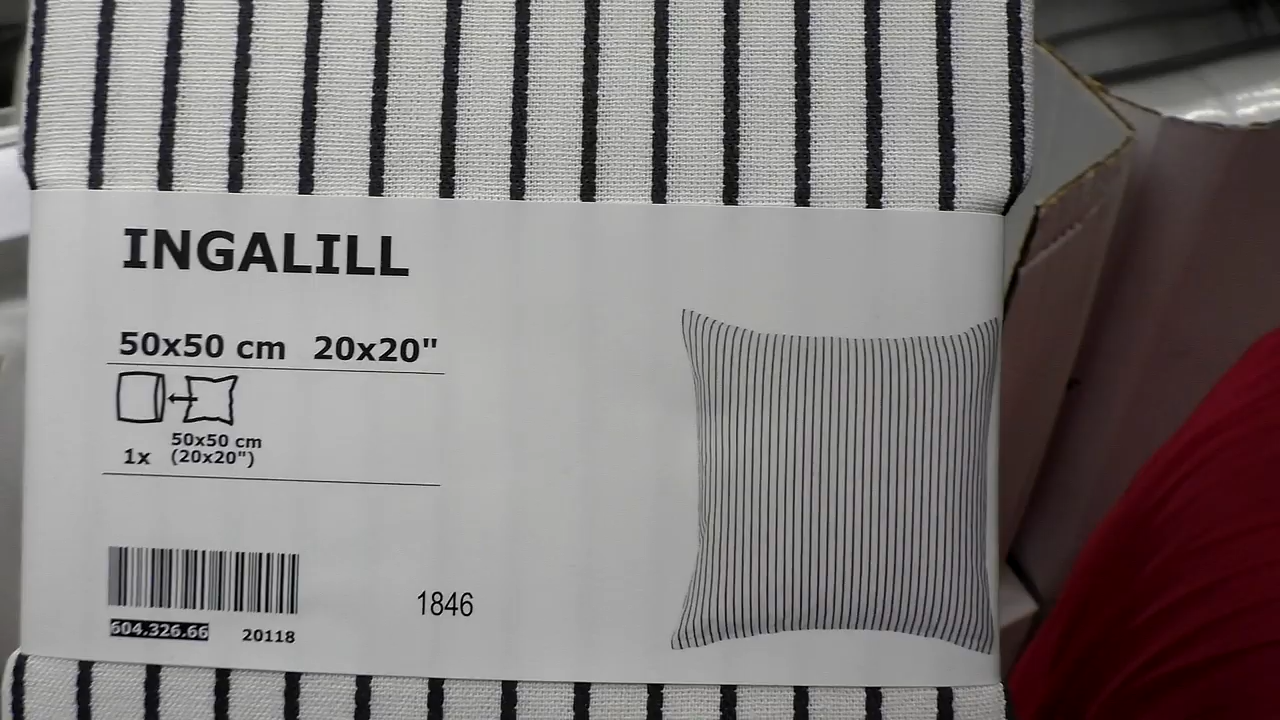 INGALILL
50x50 cm 20x20"
50x50 cm
1x (20x20")
1846
604.326.66 20118